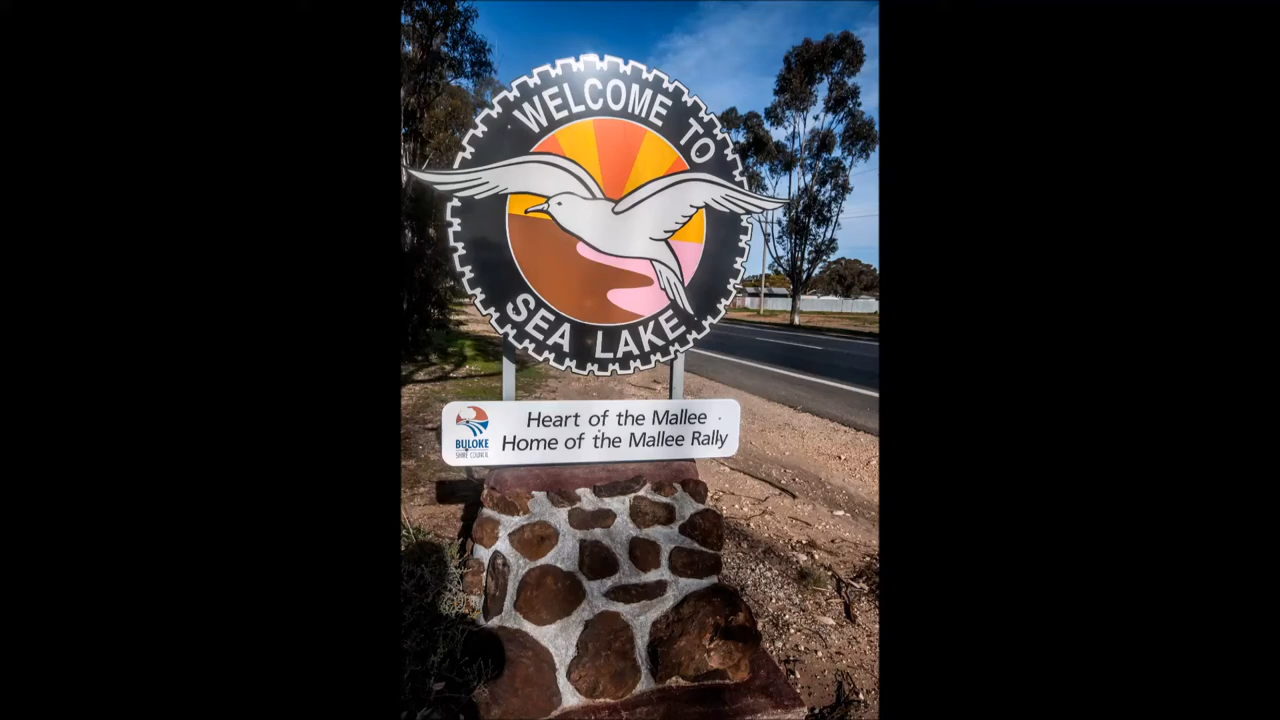 WELCOME TO
SEA LAKE
Heart of the Mallee
Home of the Mallee Rally
BULOKE
SHIRE COUNCIL